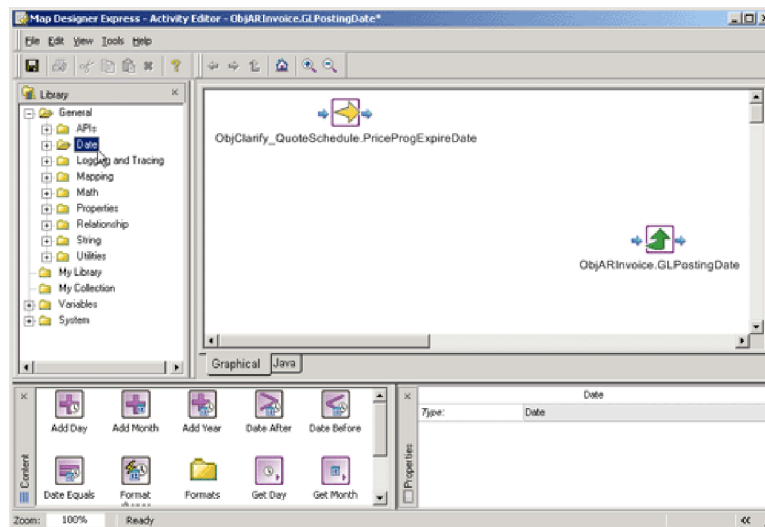 Map Designer Express - Activity Editor - ObjARInvoice.GLPostingDate*
File Edit View Tools Help
Library
General
APIs
Date
Logging and Tracing
Mapping
Math
Properties
Relationship
String
Utilities
My Library
My Collection
Variables
System
ObjClarify_QuoteSchedule.PriceProgExpireDate
ObjARInvoice.GLPostingDate
Graphical Java
Content
Add Day Add Month Add Year Date After Date Before
Date Equals Format Formats Get Day Get Month
Properties
Date
Type: Date
Zoom: 100% Ready